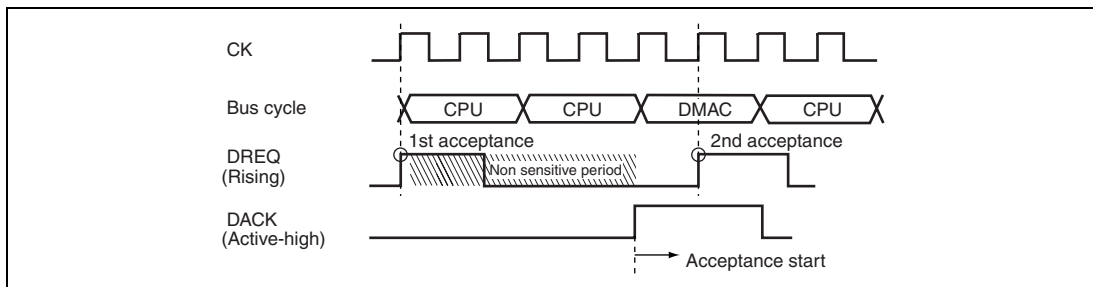 CK
Bus cycle
CPU
CPU
DMAC
CPU
1st acceptance
2nd acceptance
DREQ
(Rising)
Non sensitive period
DACK
(Active-high)
Acceptance start